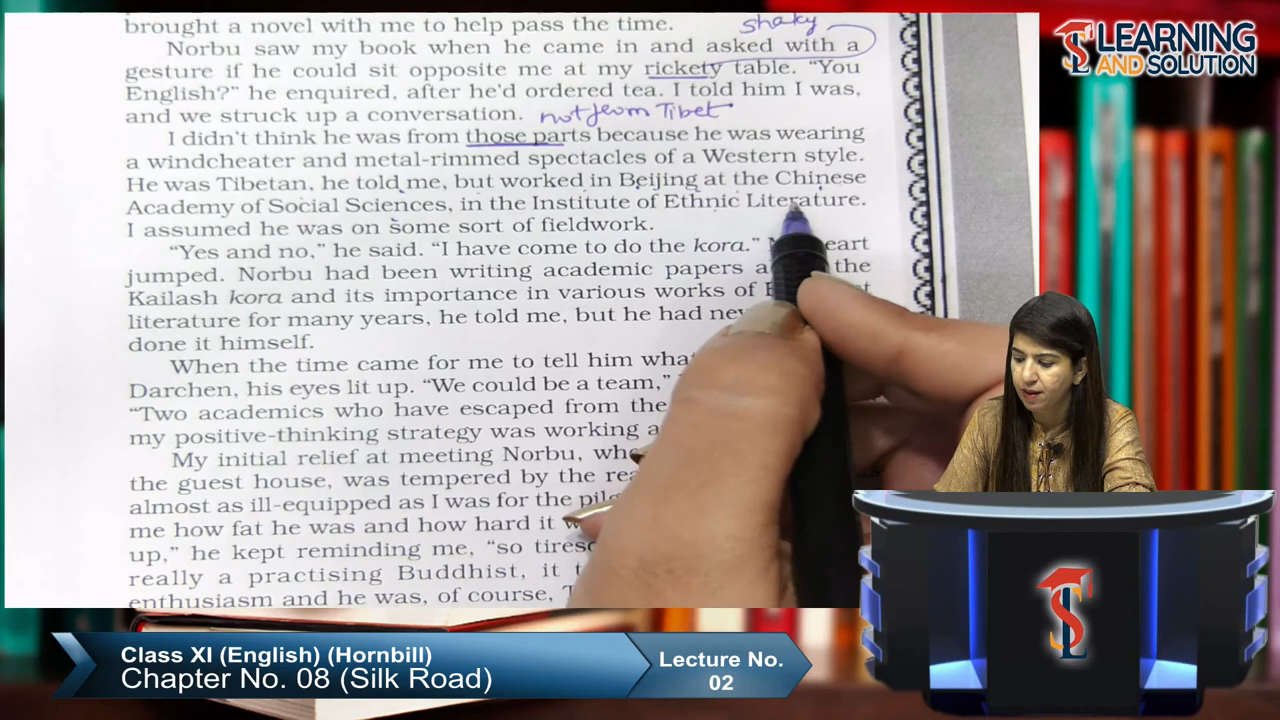 brought a novel with me to help pass the time.
shaky
Norbu saw my book when he came in and asked with a
gesture if he could sit opposite me at my rickety table. “You
English?” he enquired, after he’d ordered tea. I told him I was,
and we struck up a conversation.
not from Tibet
I didn’t think he was from those parts because he was wearing
a windcheater and metal-rimmed spectacles of a Western style.
He was Tibetan, he told me, but worked in Beijing at the Chinese
Academy of Social Sciences, in the Institute of Ethnic Literature.
I assumed he was on some sort of fieldwork.
“Yes and no,” he said. “I have come to do the kora.” eart
jumped. Norbu had been writing academic papers a the
Kailash kora and its importance in various works of
literature for many years, he told me, but he had nev
done it himself.
When the time came for me to tell him what
Darchen, his eyes lit up. “We could be a team,”
“Two academics who have escaped from the
my positive-thinking strategy was working a
My initial relief at meeting Norbu, who
the guest house, was tempered by the rea
almost as ill-equipped as I was for the pil
me how fat he was and how hard it w
up,” he kept reminding me, “so tireso
really a practising Buddhist, it t
enthusiasm and he was, of course, T
LEARNING
AND SOLUTION
Class XI (English) (Hornbill)
Chapter No. 08 (Silk Road)
Lecture No.
02